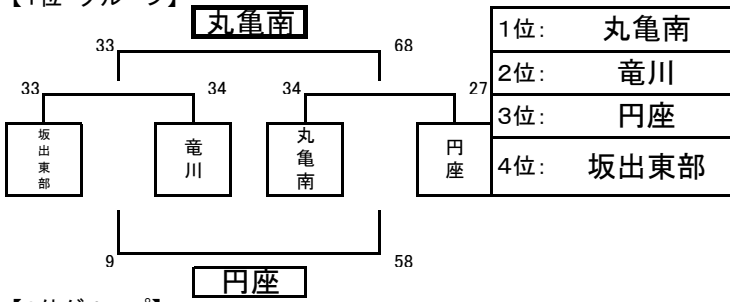 丸亀南
33
68
33
34
34
27
坂出東部
竜川
丸亀南
円座
9
58
円座
1位: 丸亀南
2位: 竜川
3位: 円座
4位: 坂出東部